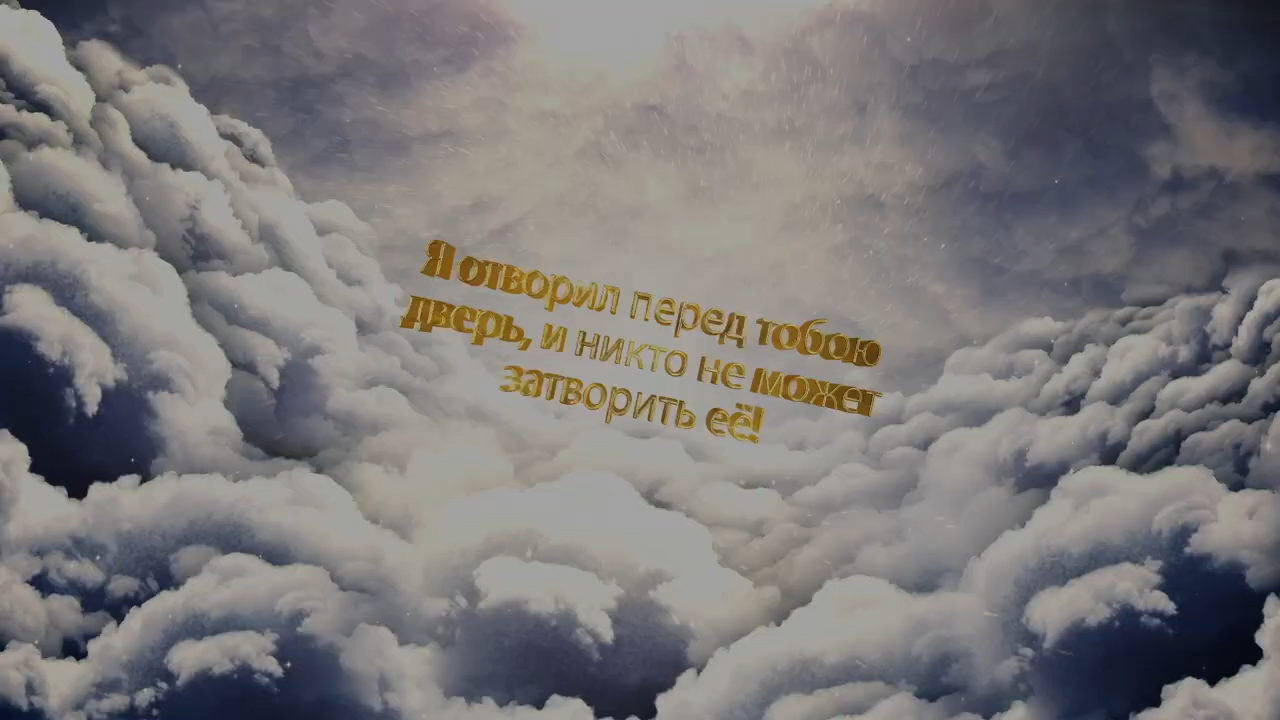 Я отворил перед тобою
дверь, и никто не может
затворить её!